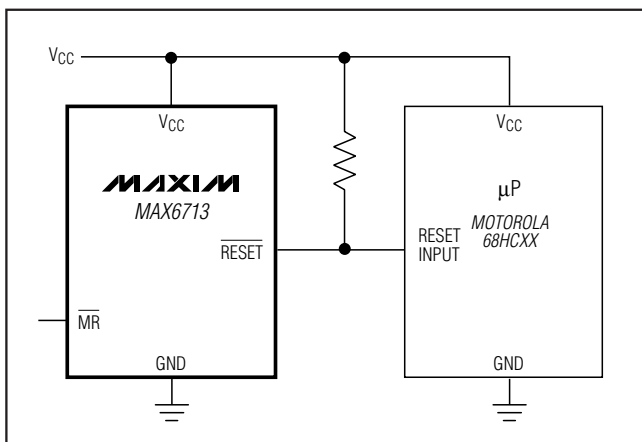 VCC
VCC
MAXIM
MAX6713
RESET
MR
GND
VCC
μP
MOTOROLA
68HCXX
RESET
INPUT
GND